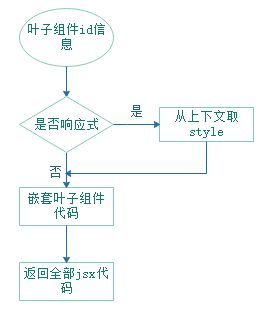 叶子组件id信
息
是否响应式
是
从上下文取
style
否
嵌套叶子组件
代码
返回全部jsx代
码